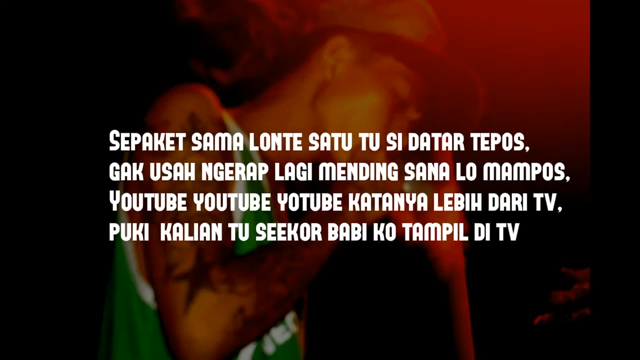 Sepaket sama lonte satu tu si datar tepos,
gak usah ngerap lagi mending sana lo mampos,
Youtube youtube yotube katanya lebih dari tv,
puki kalian tu seekor babi ko tampil di tv